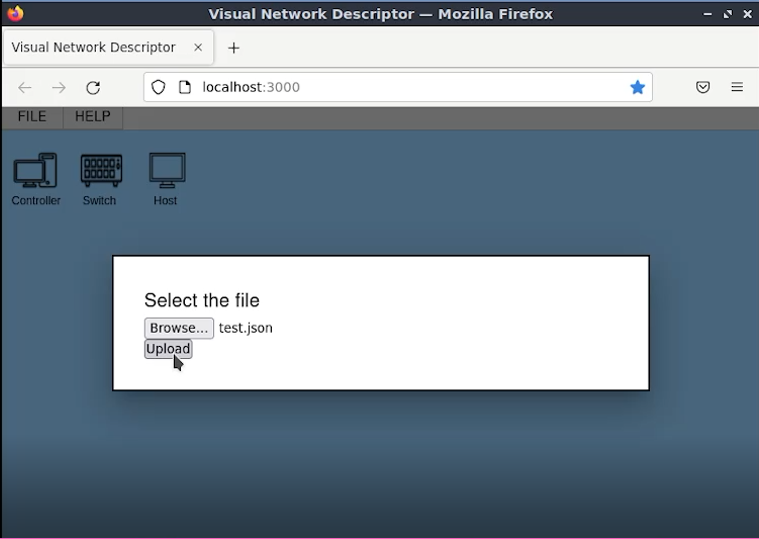 Visual Network Descriptor — Mozilla Firefox
Visual Network Descriptor
localhost:3000
FILE HELP
Controller Switch Host
Select the file
Browse... test.json
Upload